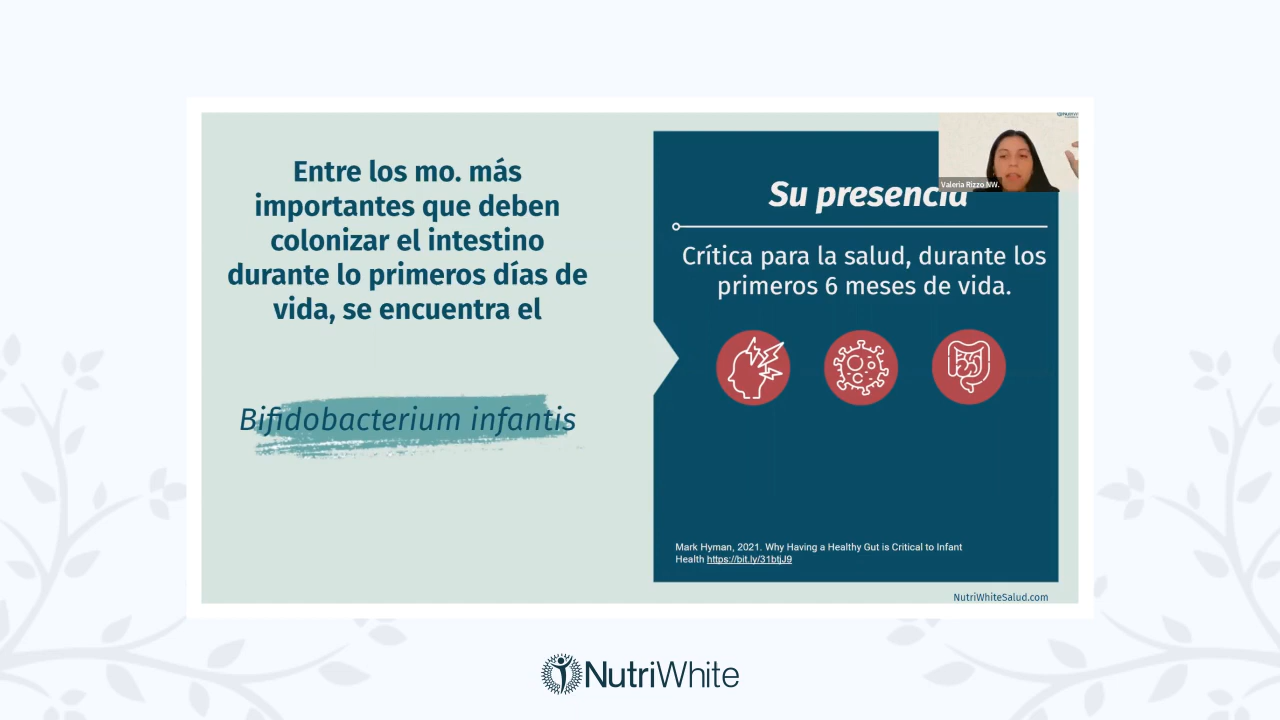 Entre los mo. más
importantes que deben
colonizar el intestino
durante lo primeros días de
vida, se encuentra el
Bifidobacterium infantis
Valeria Rizzo NW.
Su presencia
Crítica para la salud, durante los
primeros 6 meses de vida.
Mark Hyman, 2021. Why Having a Healthy Gut is Critical to Infant
Health https://bit.ly/31btjJ9
NutriWhiteSalud.com
NutriWhite